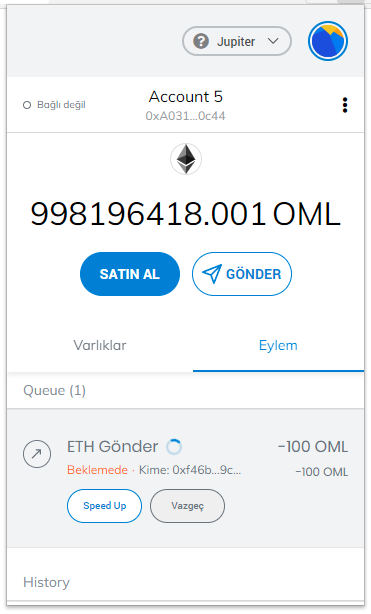 ? Jupiter
Bağlı değil
Account 5
0xA031...0c44
998196418.001 OML
SATIN AL
GÖNDER
Varlıklar
Eylem
Queue (1)
ETH Gönder
-100 OML
Beklemede · Kime: 0xf46b...9c...
-100 OML
Speed Up
Vazgeç
History